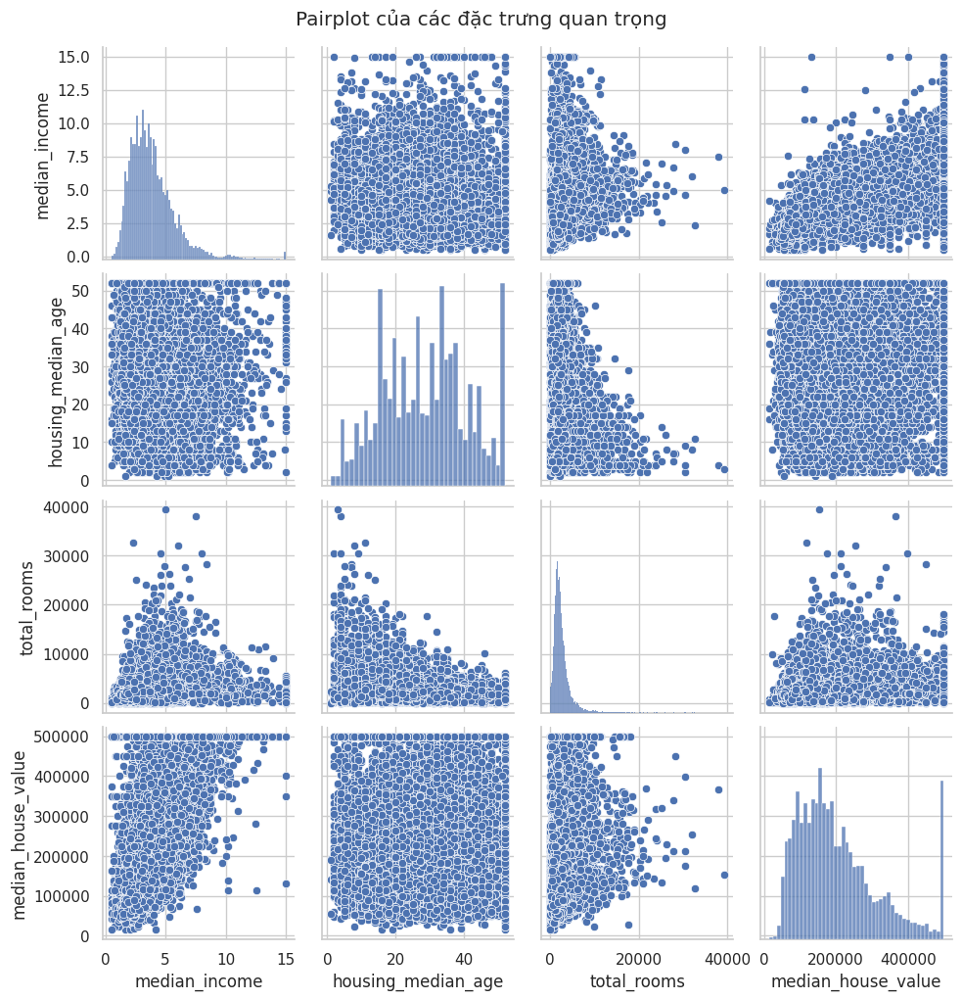 Pairplot của các đặc trưng quan trọng
15.0
12.5
10.0
7.5
5.0
2.5
0.0
median_income
50
40
30
20
10
0
housing_median_age
40000
30000
20000
10000
0
total_rooms
500000
400000
300000
200000
100000
0
median_house_value
0 5 10 15
median_income
0 20 40
housing_median_age
0 20000 40000
total_rooms
0 200000 400000
median_house_value